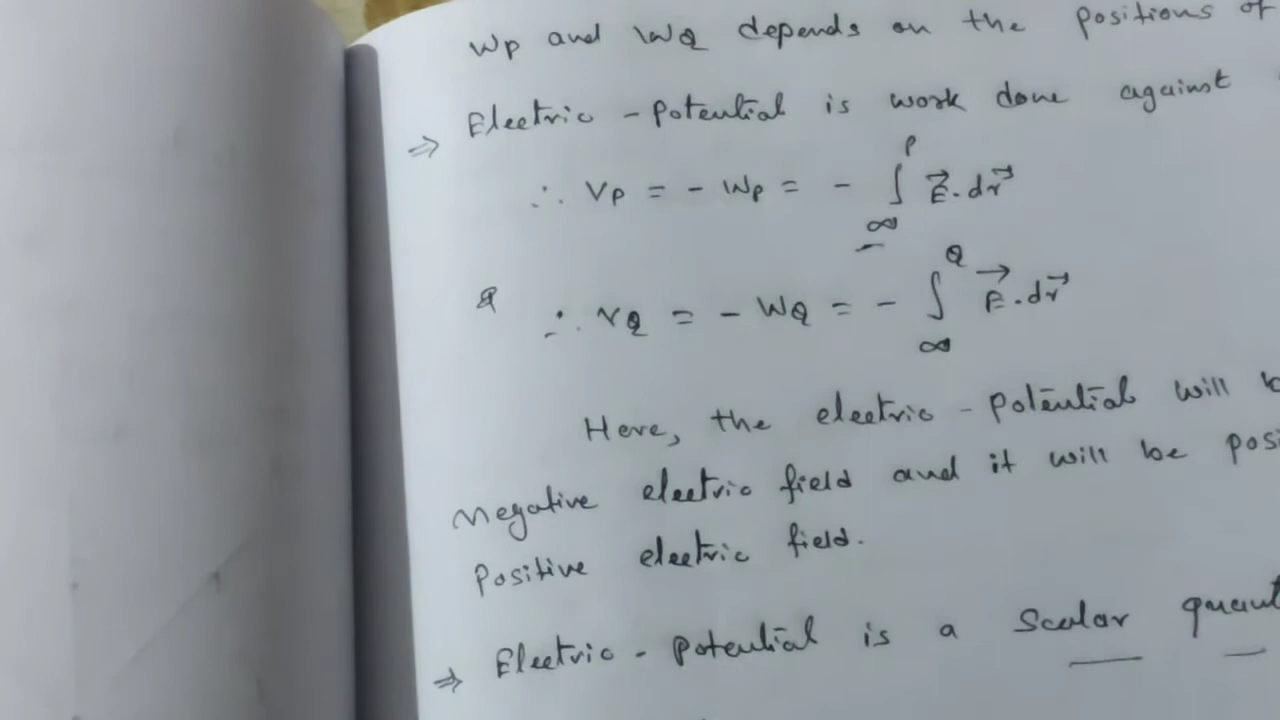 Wp and WQ depends on the positions of
⇒ Electric - potential is work done against
∴ Vp = - Wp = - ∫_∞^P E⃗. dr⃗
& ∴ VQ = - WQ = - ∫_∞^Q E⃗. dr⃗
Here, the electric - potential will
negative electric field and it will be
positive electric field.
⇒ Electric - potential is a scalar